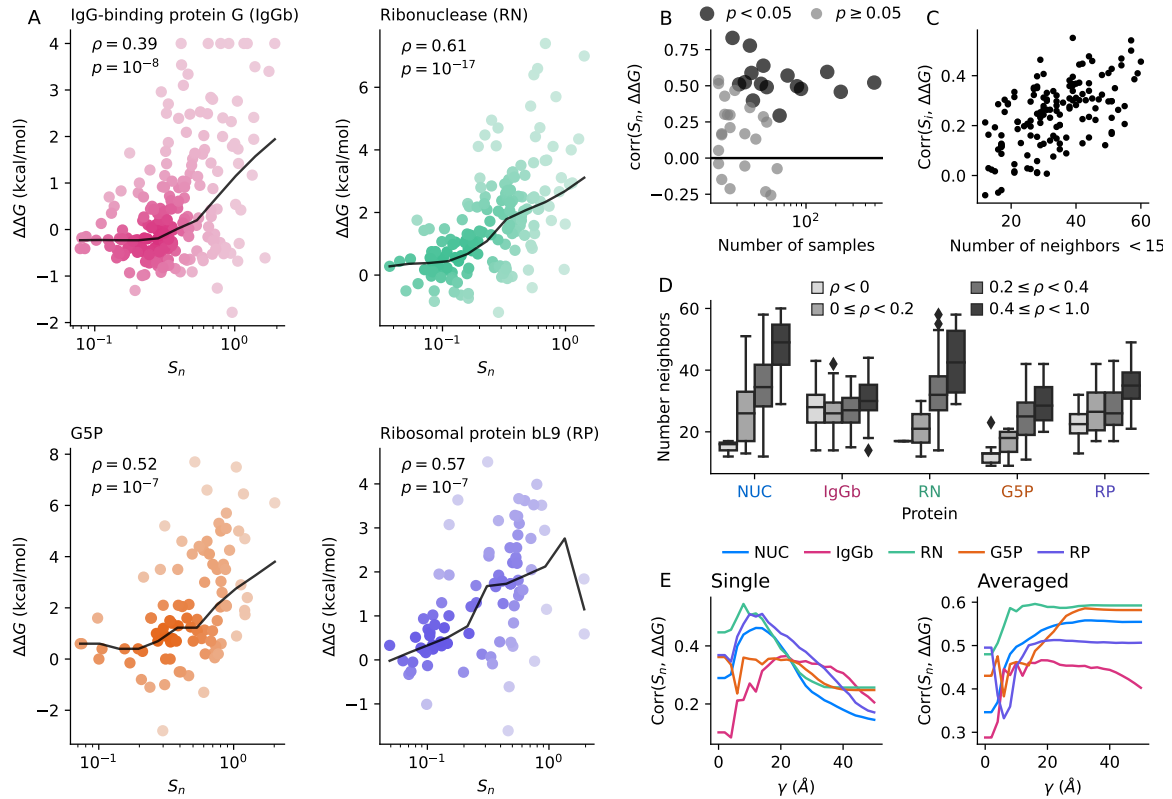 A
IgG-binding protein G (IgGb)
ρ = 0.39
p = 10⁻⁸
4
3
2
1
0
−1
−2
ΔΔG (kcal/mol)
10⁻¹
10⁰
Sₙ
Ribonuclease (RN)
ρ = 0.61
p = 10⁻¹⁷
6
4
2
0
ΔΔG (kcal/mol)
10⁻¹
10⁰
Sₙ
G5P
ρ = 0.52
p = 10⁻⁷
8
6
4
2
0
−2
ΔΔG (kcal/mol)
10⁻¹
10⁰
Sₙ
Ribosomal protein bL9 (RP)
ρ = 0.57
p = 10⁻⁷
5
4
3
2
1
0
−1
ΔΔG (kcal/mol)
10⁻¹
10⁰
Sₙ
B
p < 0.05
p ≥ 0.05
0.75
0.50
0.25
0.00
−0.25
corr(Sₙ, ΔΔG)
10²
Number of samples
C
0.4
0.2
0.0
Corr(Sᵢ, ΔΔG)
20
40
60
Number of neighbors < 15
D
ρ < 0
0 ≤ ρ < 0.2
0.2 ≤ ρ < 0.4
0.4 ≤ ρ < 1.0
60
40
20
Number neighbors
NUC
IgGb
RN
G5P
RP
Protein
NUC
IgGb
RN
G5P
RP
E
Single
0.4
0.2
Corr(Sₙ, ΔΔG)
0
20
40
γ (Å)
Averaged
0.6
0.5
0.4
0.3
Corr(Sₙ, ΔΔG)
0
20
40
γ (Å)